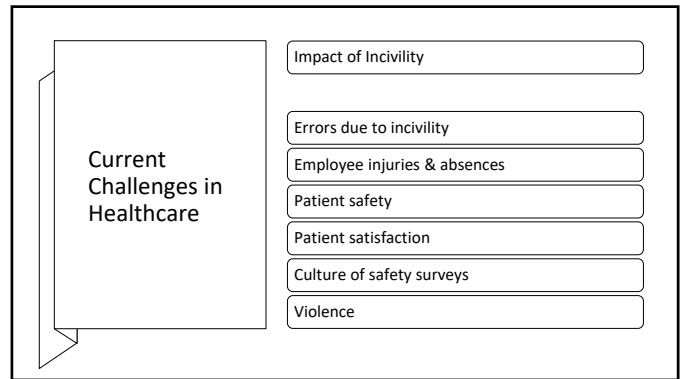 Current
Challenges in
Healthcare
Impact of Incivility
Errors due to incivility
Employee injuries & absences
Patient safety
Patient satisfaction
Culture of safety surveys
Violence